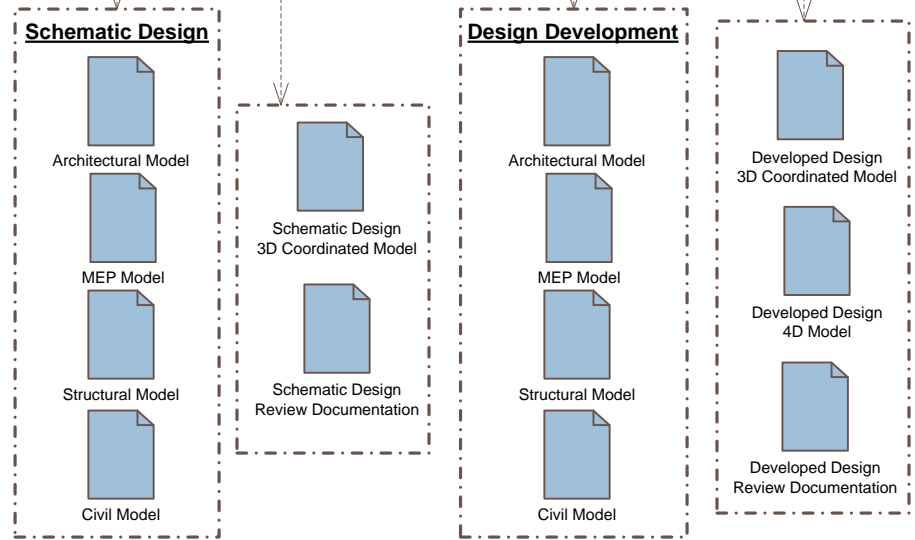 Schematic Design
Architectural Model
MEP Model
Structural Model
Civil Model
Schematic Design
3D Coordinated Model
Schematic Design
Review Documentation
Design Development
Architectural Model
MEP Model
Structural Model
Civil Model
Developed Design
3D Coordinated Model
Developed Design
4D Model
Developed Design
Review Documentation